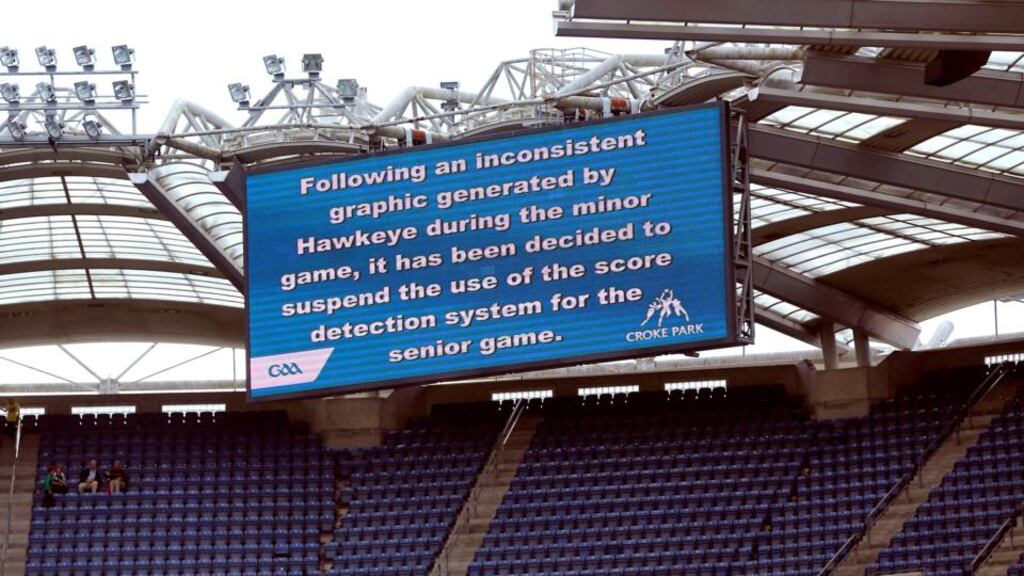 Following an inconsistent
graphic generated by
Hawkeye during the minor
game, it has been decided to
suspend the use of the score
detection system for the
senior game.
GAA
CROKE PARK